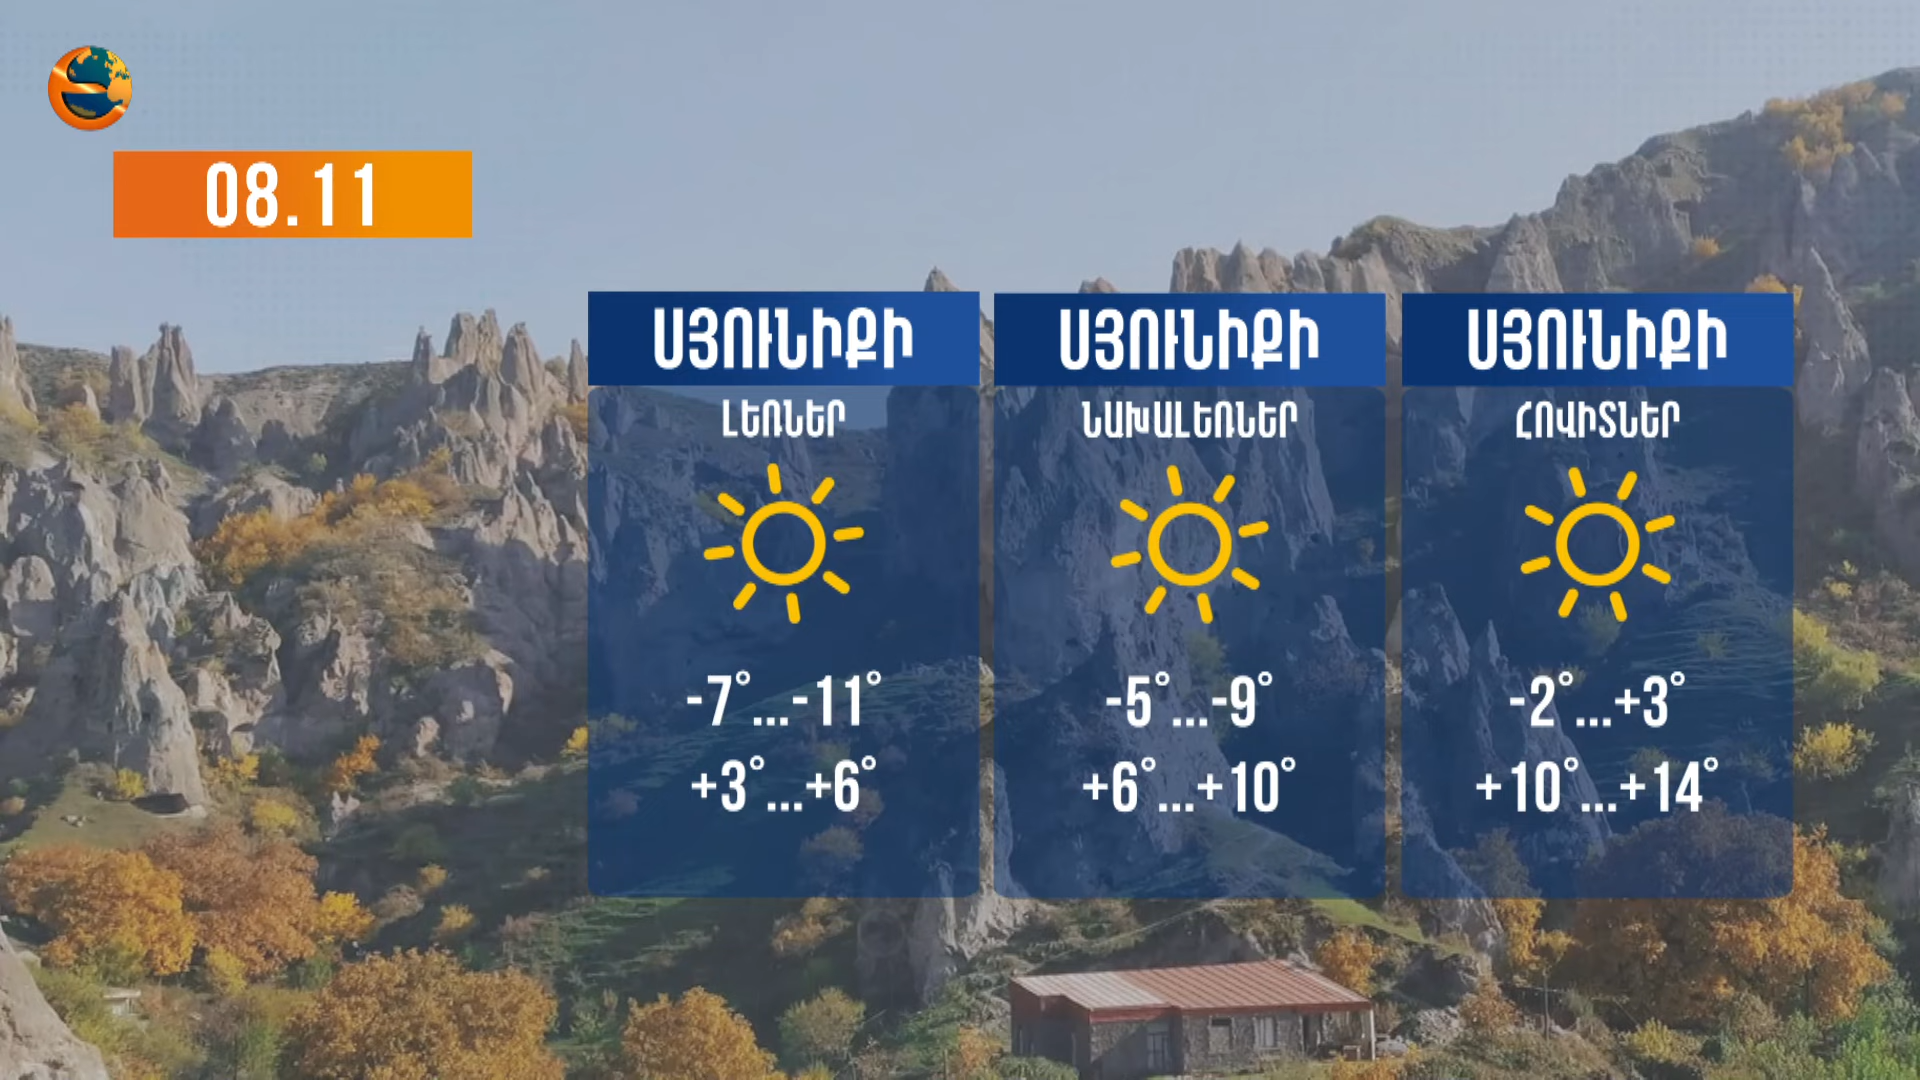 08.11
ՍՅՈՒՆԻՔԻ
ԼԵՌՆԵՐ
-7°...-11°
+3°...+6°
ՍՅՈՒՆԻՔԻ
ՆԱԽԱԼԵՌՆԵՐ
-5°...-9°
+6°...+10°
ՍՅՈՒՆԻՔԻ
ՀՈՎԻՏՆԵՐ
-2°...+3°
+10°...+14°